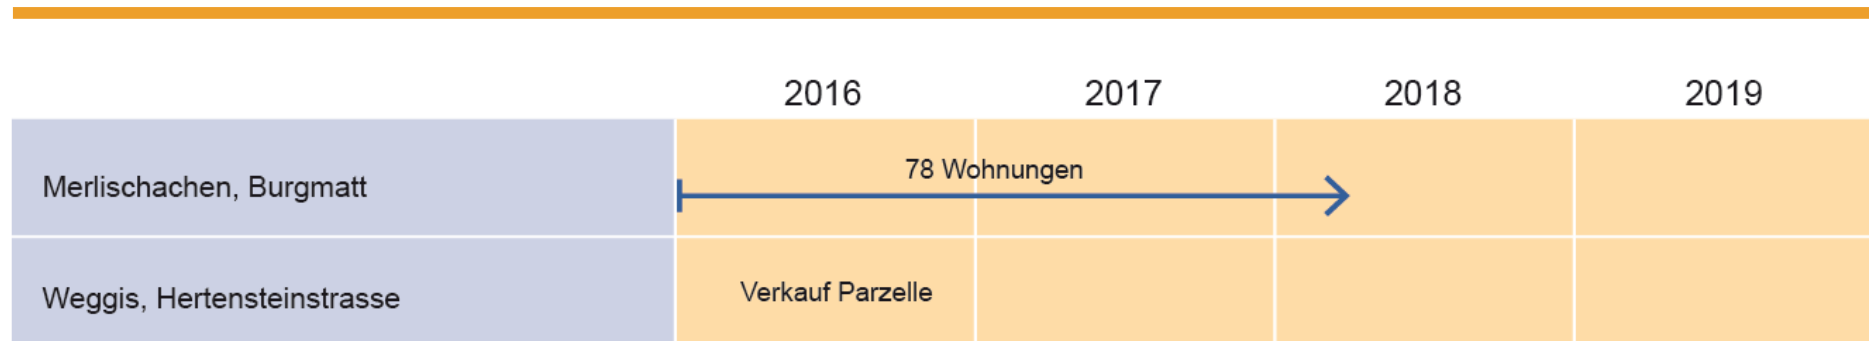 2016 2017 2018 2019
Merlischachen, Burgmatt 78 Wohnungen
Weggis, Hertensteinstrasse Verkauf Parzelle